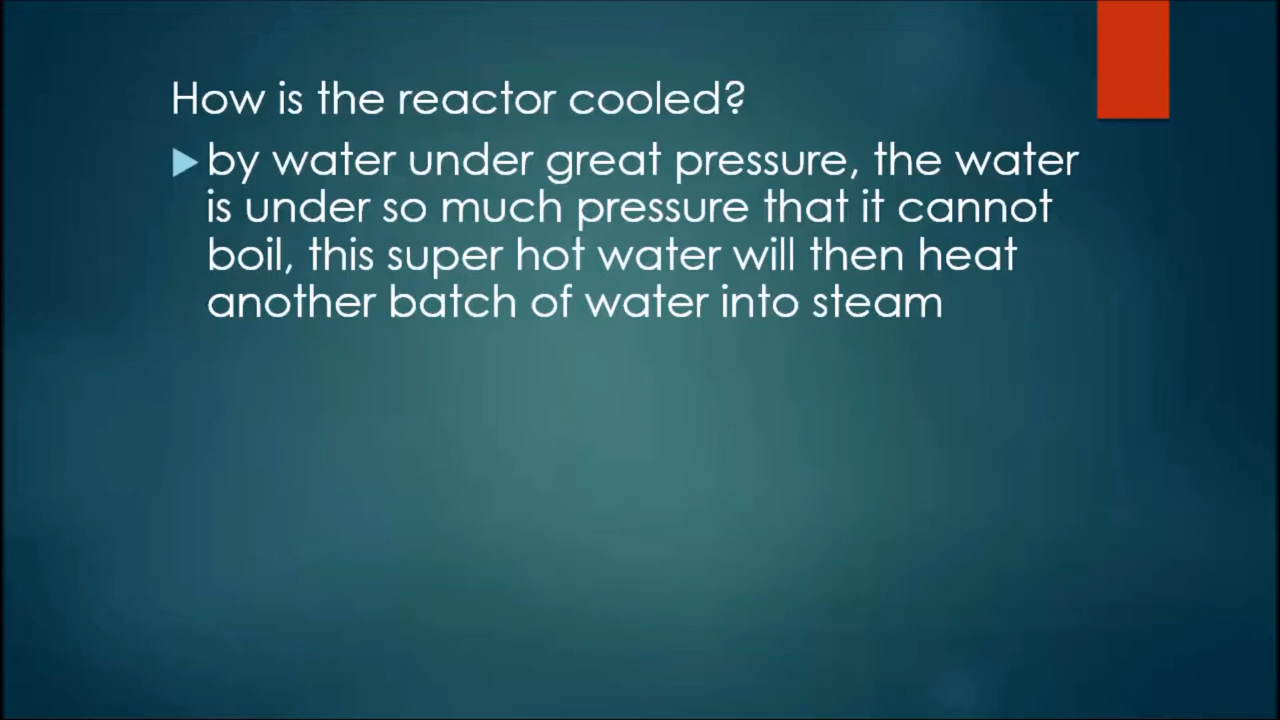 How is the reactor cooled?
by water under great pressure, the water
is under so much pressure that it cannot
boil, this super hot water will then heat
another batch of water into steam